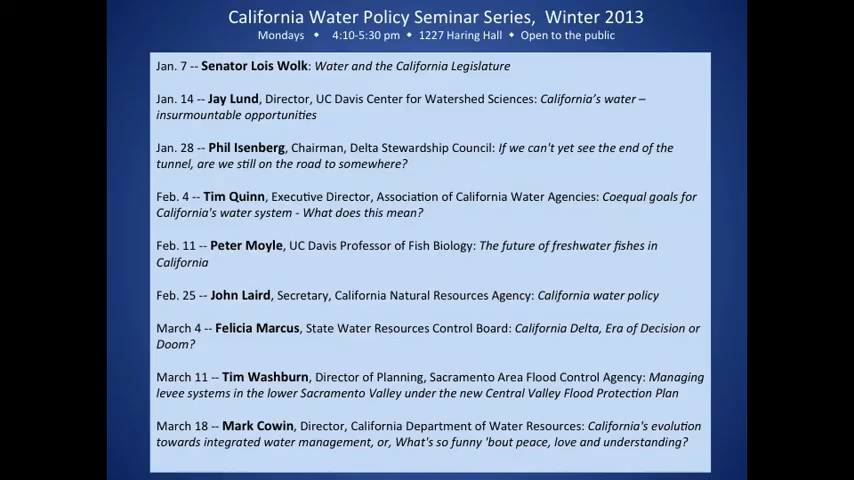 California Water Policy Seminar Series, Winter 2013
Mondays ◆ 4:10-5:30 pm ◆ 1227 Haring Hall ◆ Open to the public
Jan. 7 -- Senator Lois Wolk: Water and the California Legislature
Jan. 14 -- Jay Lund, Director, UC Davis Center for Watershed Sciences: California's water –
insurmountable opportunities
Jan. 28 -- Phil Isenberg, Chairman, Delta Stewardship Council: If we can't yet see the end of the
tunnel, are we still on the road to somewhere?
Feb. 4 -- Tim Quinn, Executive Director, Association of California Water Agencies: Coequal goals for
California's water system - What does this mean?
Feb. 11 -- Peter Moyle, UC Davis Professor of Fish Biology: The future of freshwater fishes in
California
Feb. 25 -- John Laird, Secretary, California Natural Resources Agency: California water policy
March 4 -- Felicia Marcus, State Water Resources Control Board: California Delta, Era of Decision or
Doom?
March 11 -- Tim Washburn, Director of Planning, Sacramento Area Flood Control Agency: Managing
levee systems in the lower Sacramento Valley under the new Central Valley Flood Protection Plan
March 18 -- Mark Cowin, Director, California Department of Water Resources: California's evolution
towards integrated water management, or, What's so funny 'bout peace, love and understanding?